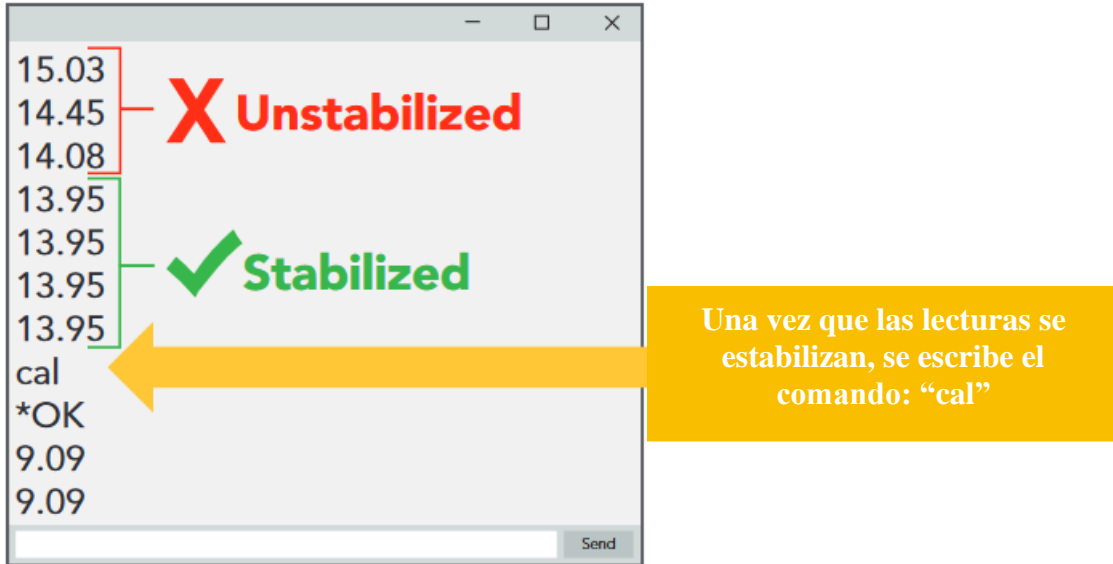 15.03
14.45
14.08
X Unstabilized
13.95
13.95
13.95
13.95
Stabilized
cal
*OK
9.09
9.09
Send
Una vez que las lecturas se
estabilizan, se escribe el
comando: “cal”